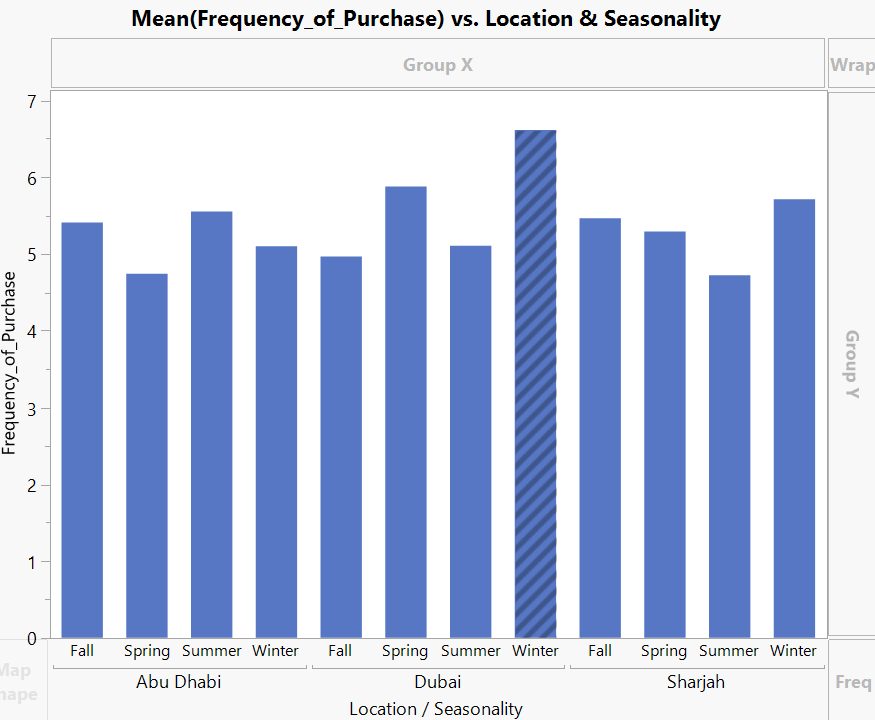 Mean(Frequency_of_Purchase) vs. Location & Seasonality
Group X
Wrap
7
6
5
4
3
2
1
0
Frequency_of_Purchase
Group Y
Fall Spring Summer Winter Fall Spring Summer Winter Fall Spring Summer Winter
Map
hape
Abu Dhabi Dubai Sharjah
Freq
Location / Seasonality